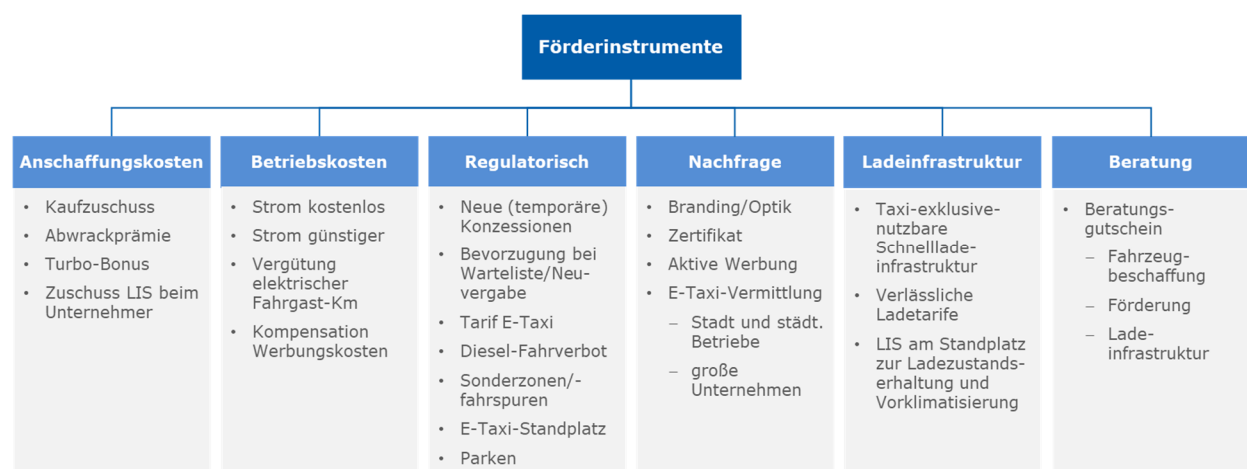 Förderinstrumente
Anschaffungskosten
• Kaufzuschuss
• Abwrackprämie
• Turbo-Bonus
• Zuschuss LIS beim
Unternehmer
Betriebskosten
• Strom kostenlos
• Strom günstiger
• Vergütung
elektrischer
Fahrgast-Km
• Kompensation
Werbungskosten
Regulatorisch
• Neue (temporäre)
Konzessionen
• Bevorzugung bei
Warteliste/Neu-
vergabe
• Tarif E-Taxi
• Diesel-Fahrverbot
• Sonderzonen/-
fahrspuren
• E-Taxi-Standplatz
• Parken
Nachfrage
• Branding/Optik
• Zertifikat
• Aktive Werbung
• E-Taxi-Vermittlung
– Stadt und städt.
Betriebe
– große
Unternehmen
Ladeinfrastruktur
• Taxi-exklusive-
nutzbare
Schnelllade-
infrastruktur
• Verlässliche
Ladetarife
• LIS am Standplatz
zur Ladezustands-
erhaltung und
Vorklimatisierung
Beratung
• Beratungs-
gutschein
– Fahrzeug-
beschaffung
– Förderung
– Lade-
infrastruktur